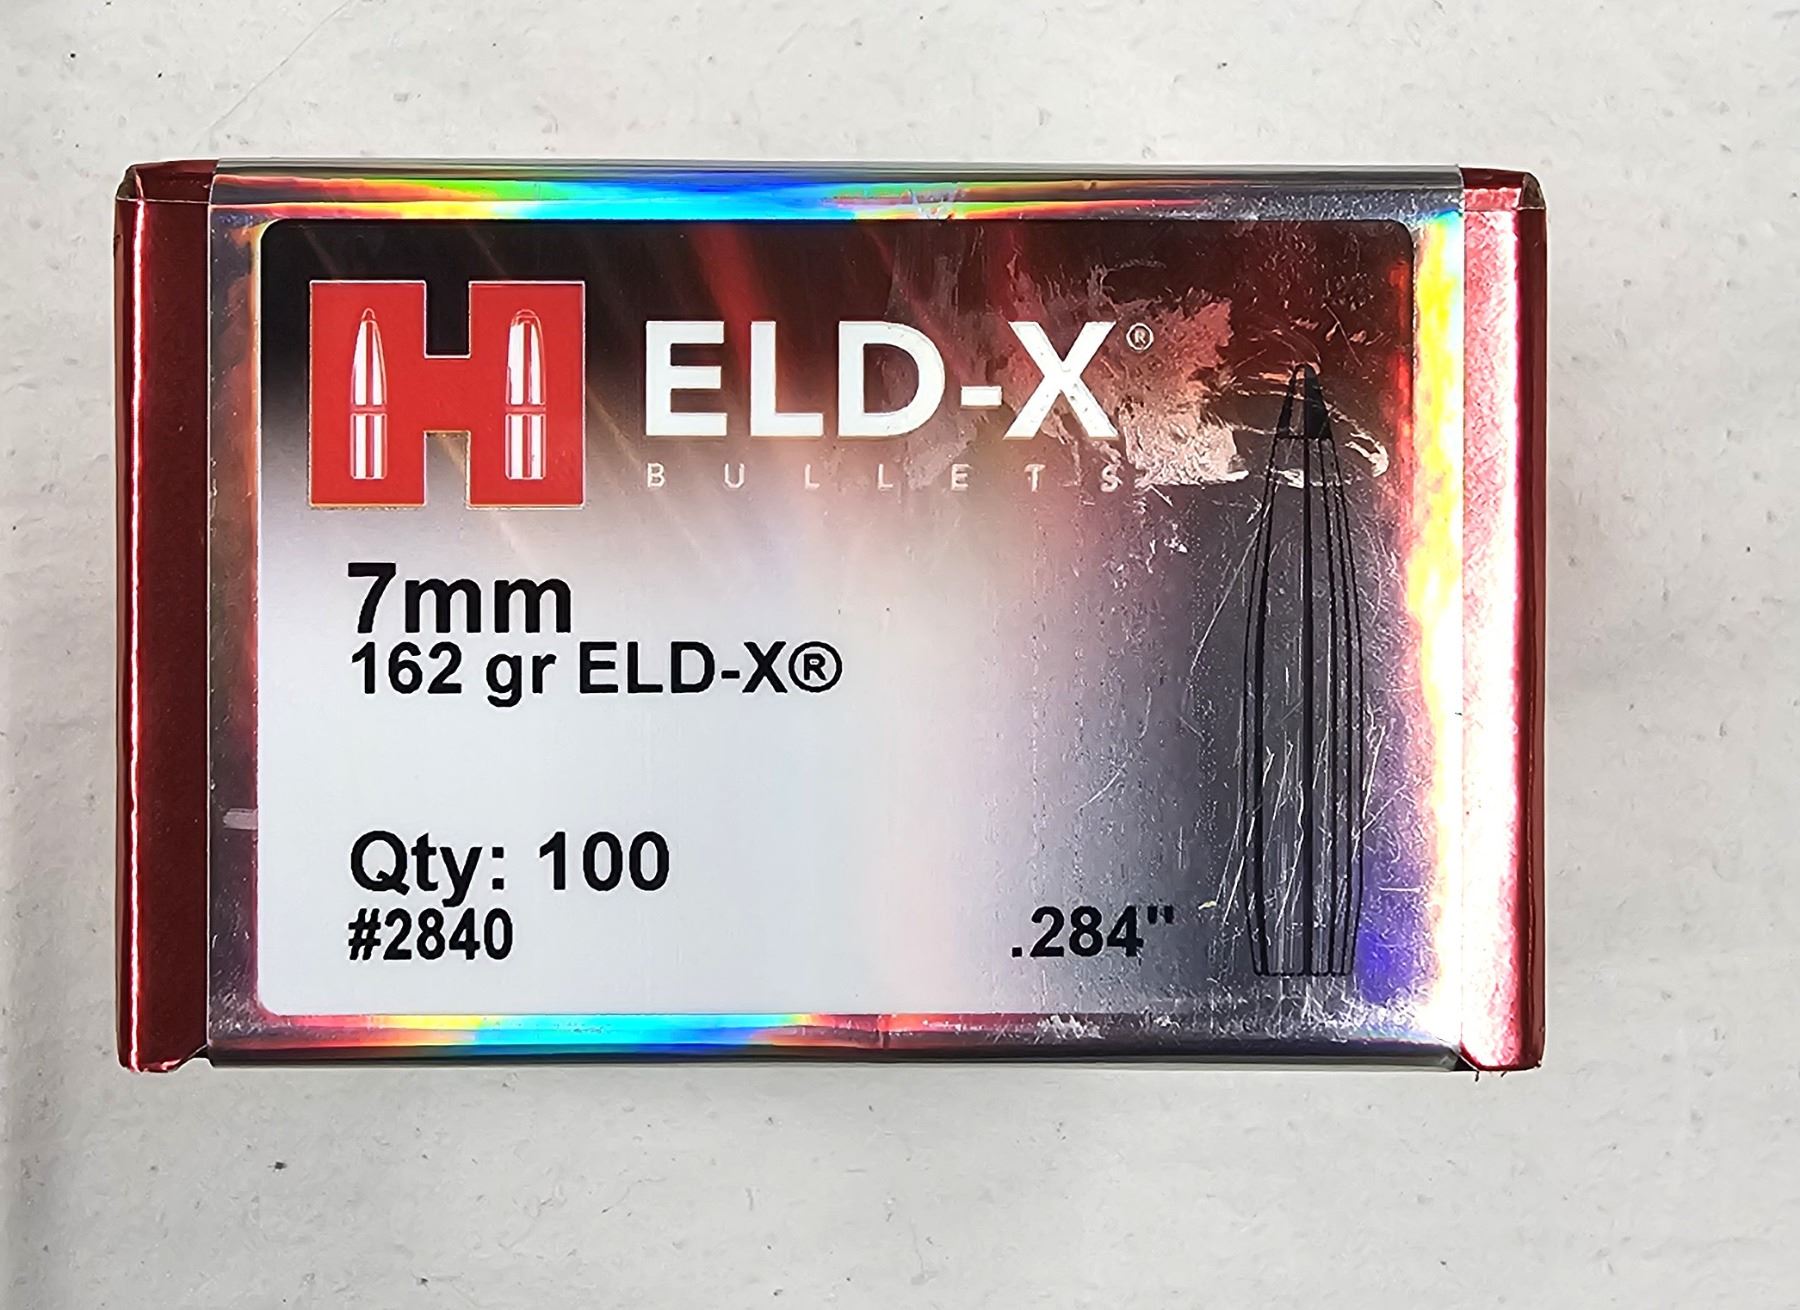 H ELD-X®
BULLETS
7mm
162 gr ELD-X®
Qty: 100
#2840
.284"